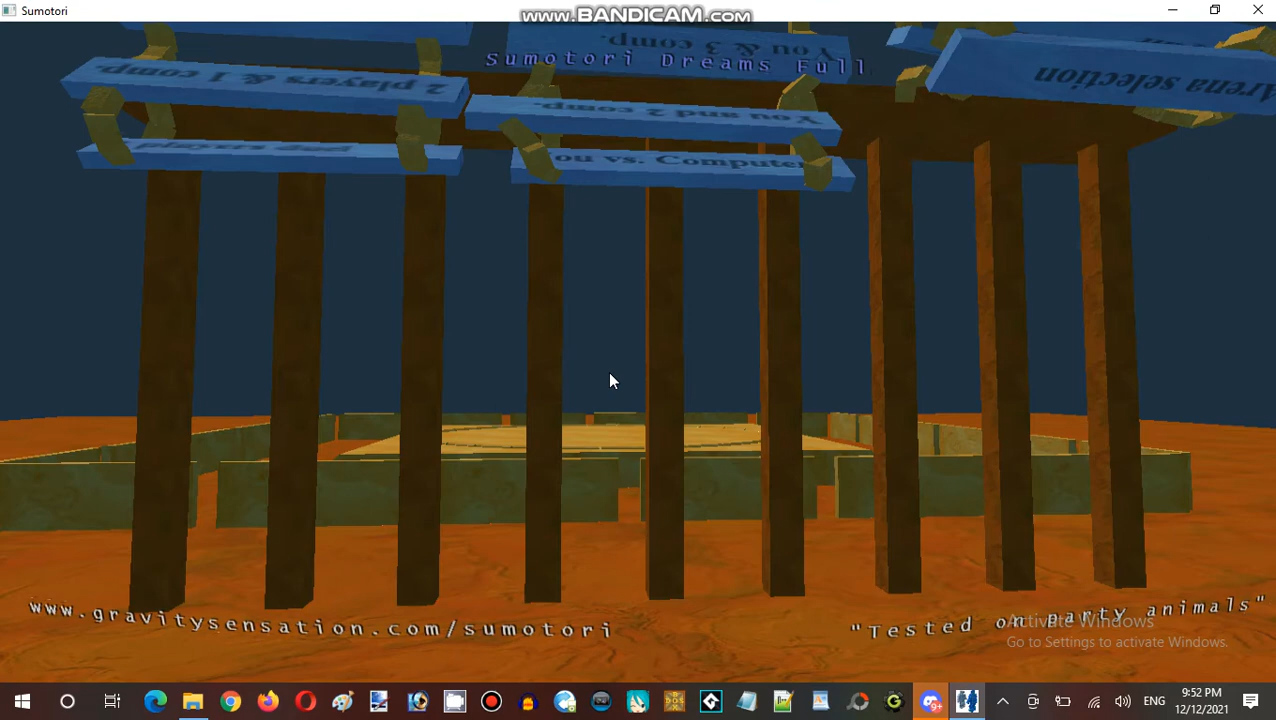 Sumotori
www.BANDICAM.com
You & 3 comp.
Sumotori Dreams Full
2 players & 1 comp.
Arena selection
You and 2 comp.
You vs. Computer
www.gravitysensation.com/sumotori
"Tested on party animals"
Activate Windows
Go to Settings to activate Windows.
9+
ENG
9:52 PM
12/12/2021